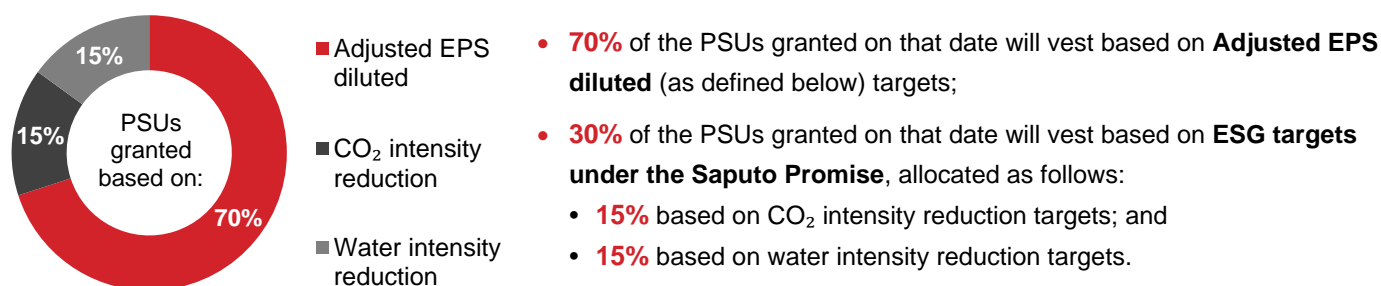 15%
15%
70%
PSUs
granted
based on:
Adjusted EPS
diluted
CO₂ intensity
reduction
Water intensity
reduction
• 70% of the PSUs granted on that date will vest based on Adjusted EPS
diluted (as defined below) targets;
• 30% of the PSUs granted on that date will vest based on ESG targets
under the Saputo Promise, allocated as follows:
• 15% based on CO₂ intensity reduction targets; and
• 15% based on water intensity reduction targets.